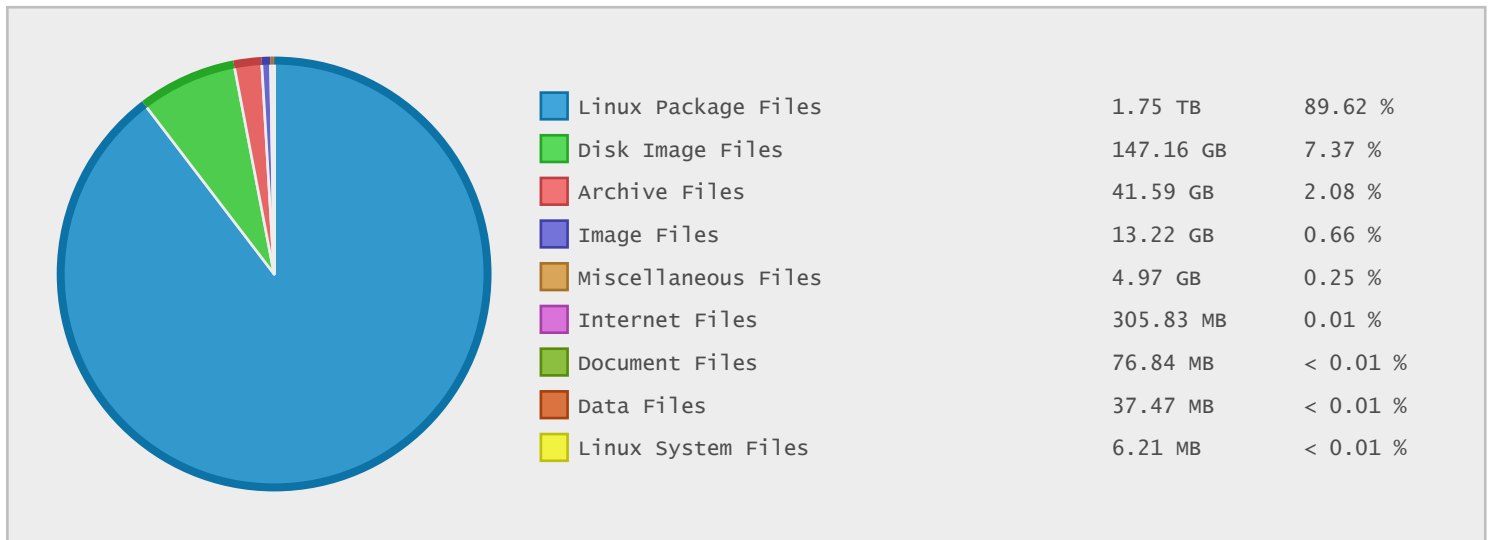 Linux Package Files 1.75 TB 89.62 %
Disk Image Files 147.16 GB 7.37 %
Archive Files 41.59 GB 2.08 %
Image Files 13.22 GB 0.66 %
Miscellaneous Files 4.97 GB 0.25 %
Internet Files 305.83 MB 0.01 %
Document Files 76.84 MB < 0.01 %
Data Files 37.47 MB < 0.01 %
Linux System Files 6.21 MB < 0.01 %